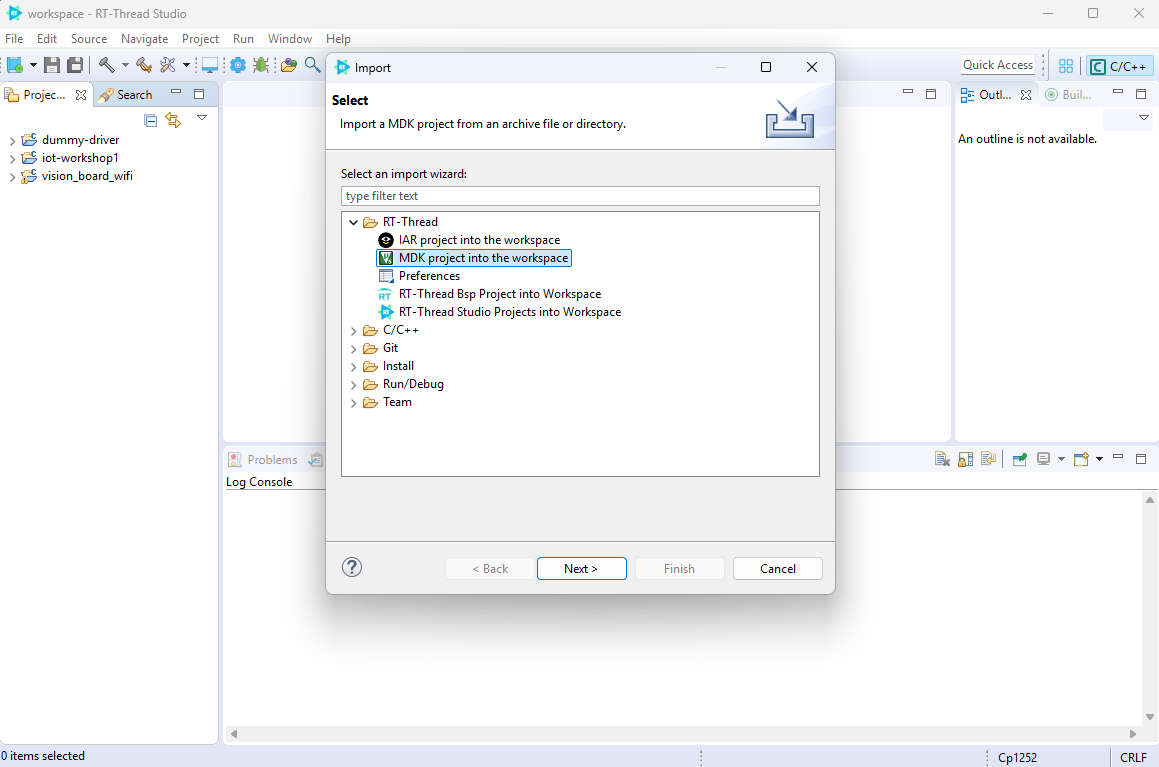 workspace - RT-Thread Studio
File Edit Source Navigate Project Run Window Help
Quick Access
C/C++
Projec...
Search
dummy-driver
iot-workshop1
vision_board_wifi
Import
Select
Import a MDK project from an archive file or directory.
Select an import wizard:
type filter text
RT-Thread
IAR project into the workspace
MDK project into the workspace
Preferences
RT
RT-Thread Bsp Project into Workspace
RT-Thread Studio Projects into Workspace
C/C++
Git
Install
Run/Debug
Team
?
< Back
Next >
Finish
Cancel
Outl...
Buil...
An outline is not available.
Problems
Log Console
0 items selected
Cp1252
CRLF